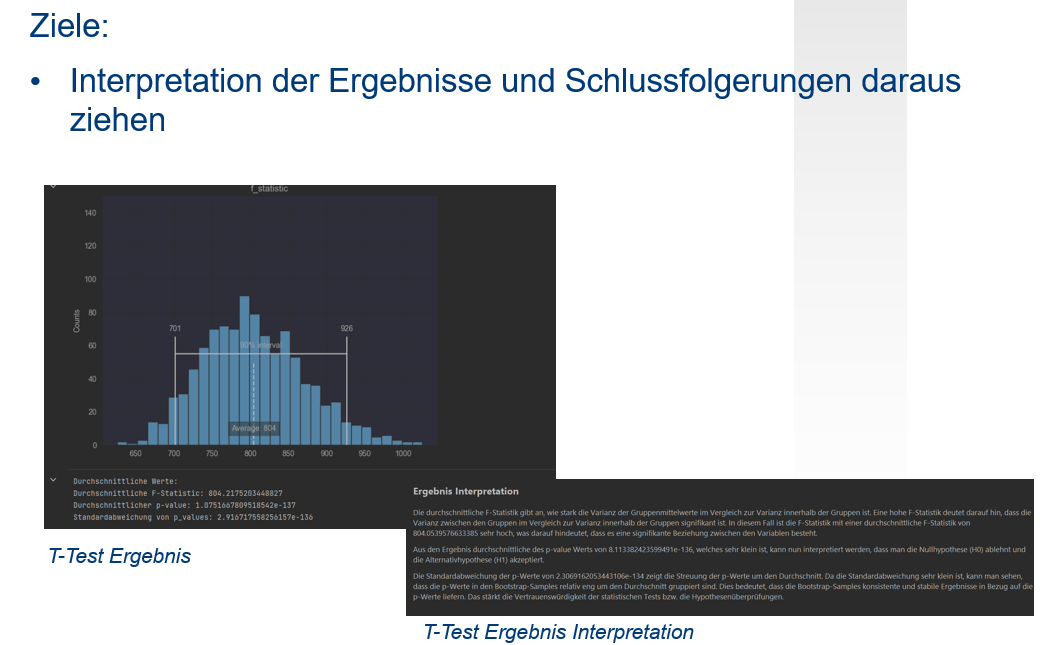 Ziele:
• Interpretation der Ergebnisse und Schlussfolgerungen daraus
ziehen
f_statistic
140
120
100
80
60
40
20
0
Counts
701
926
90% interval
Average: 804
650
700
750
800
850
900
950
1000
Durchschnittliche Werte:
Durchschnittliche F-Statistic: 804.2175203448827
Durchschnittlicher p-value: 1.0751667809518542e-137
Standardabweichung von p_values: 2.916717558256157e-136
T-Test Ergebnis
Ergebnis Interpretation
Die durchschnittliche F-Statistik gibt an, wie stark die Varianz der Gruppenmittelwerte im Vergleich zur Varianz innerhalb der Gruppen ist. Eine hohe F-Statistik deutet darauf hin, dass die
Varianz zwischen den Gruppen im Vergleich zur Varianz innerhalb der Gruppen signifikant ist. In diesem Fall ist die F-Statistik mit einer durchschnittliche F-Statistik von
804.0539576633385 sehr hoch, was darauf hindeutet, dass es eine signifikante Beziehung zwischen den Variablen besteht.
Aus den Ergebnis durchschnittliche des p-value Werts von 8.113382423599491e-136, welches sehr klein ist, kann nun interpretiert werden, dass man die Nullhypothese (H0) ablehnt und
die Alternativhypothese (H1) akzeptiert.
Die Standardabweichung der p-Werte von 2.3069162053443106e-134 zeigt die Streuung der p-Werte um den Durchschnitt. Da die Standardabweichung sehr klein ist, kann man sehen,
dass die p-Werte in den Bootstrap-Samples relativ eng um den Durchschnitt gruppiert sind. Dies bedeutet, dass die Bootstrap-Samples konsistente und stabile Ergebnisse in Bezug auf die
p-Werte liefern. Das stärkt die Vertrauenswürdigkeit der statistischen Tests bzw. die Hypothesenüberprüfungen.
T-Test Ergebnis Interpretation